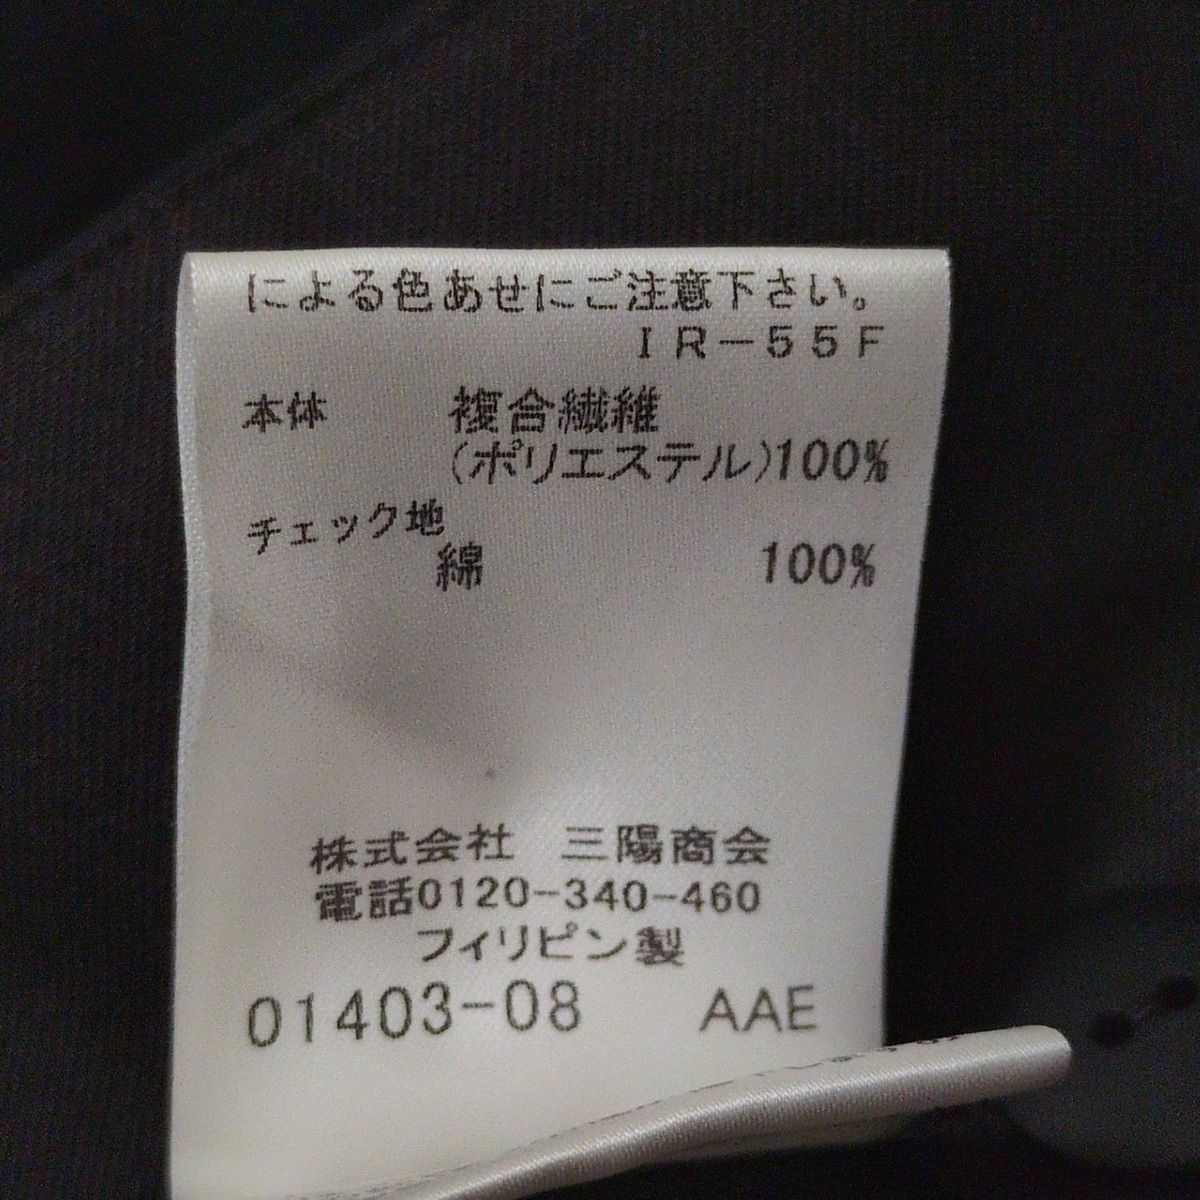 による色あせにご注意下さい。
IR-55F
本体 複合繊維
(ポリエステル)100%
チェック地
綿 100%
株式会社 三陽商会
電話0120-340-460
フィリピン製
01403-08 AAE